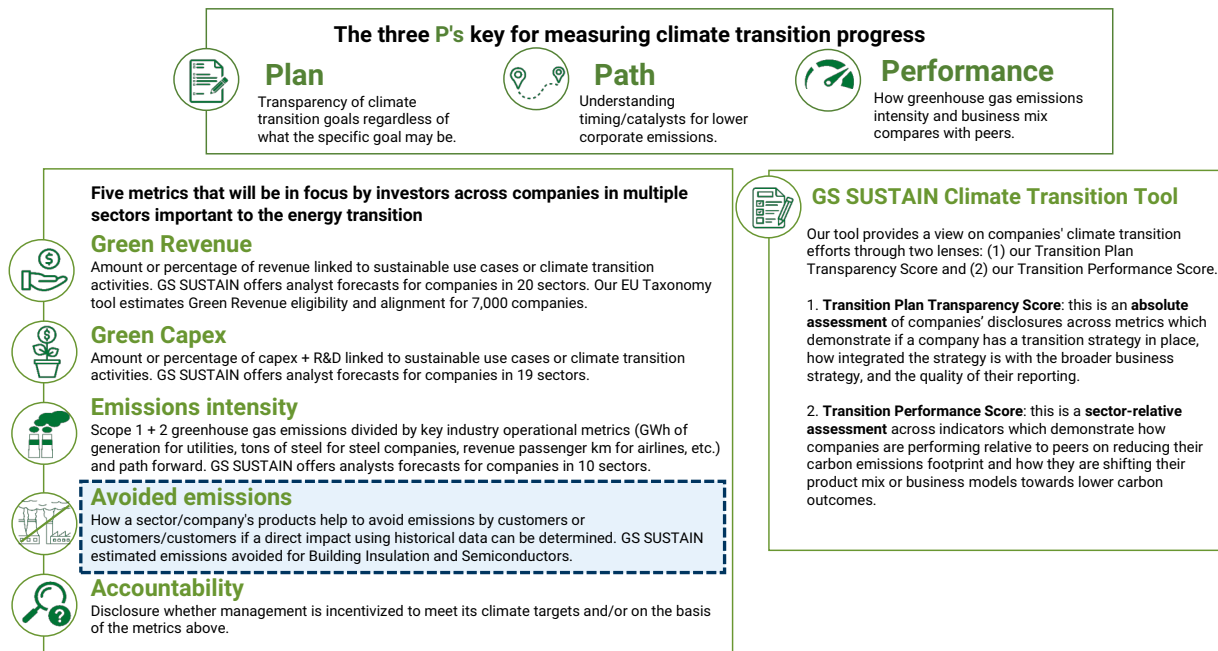 The three P's key for measuring climate transition progress
Plan
Transparency of climate
transition goals regardless of
what the specific goal may be.
Path
Understanding
timing/catalysts for lower
corporate emissions.
Performance
How greenhouse gas emissions
intensity and business mix
compares with peers.
Five metrics that will be in focus by investors across companies in multiple
sectors important to the energy transition
Green Revenue
Amount or percentage of revenue linked to sustainable use cases or climate transition
activities. GS SUSTAIN offers analyst forecasts for companies in 20 sectors. Our EU Taxonomy
tool estimates Green Revenue eligibility and alignment for 7,000 companies.
Green Capex
Amount or percentage of capex + R&D linked to sustainable use cases or climate transition
activities. GS SUSTAIN offers analyst forecasts for companies in 19 sectors.
Emissions intensity
Scope 1 + 2 greenhouse gas emissions divided by key industry operational metrics (GWh of
generation for utilities, tons of steel for steel companies, revenue passenger km for airlines, etc.)
and path forward. GS SUSTAIN offers analysts forecasts for companies in 10 sectors.
Avoided emissions
How a sector/company's products help to avoid emissions by customers or
customers/customers if a direct impact using historical data can be determined. GS SUSTAIN
estimated emissions avoided for Building Insulation and Semiconductors.
Accountability
Disclosure whether management is incentivized to meet its climate targets and/or on the basis
of the metrics above.
GS SUSTAIN Climate Transition Tool
Our tool provides a view on companies' climate transition
efforts through two lenses: (1) our Transition Plan
Transparency Score and (2) our Transition Performance Score.
1. Transition Plan Transparency Score: this is an absolute
assessment of companies’ disclosures across metrics which
demonstrate if a company has a transition strategy in place,
how integrated the strategy is with the broader business
strategy, and the quality of their reporting.
2. Transition Performance Score: this is a sector-relative
assessment across indicators which demonstrate how
companies are performing relative to peers on reducing their
carbon emissions footprint and how they are shifting their
product mix or business models towards lower carbon
outcomes.